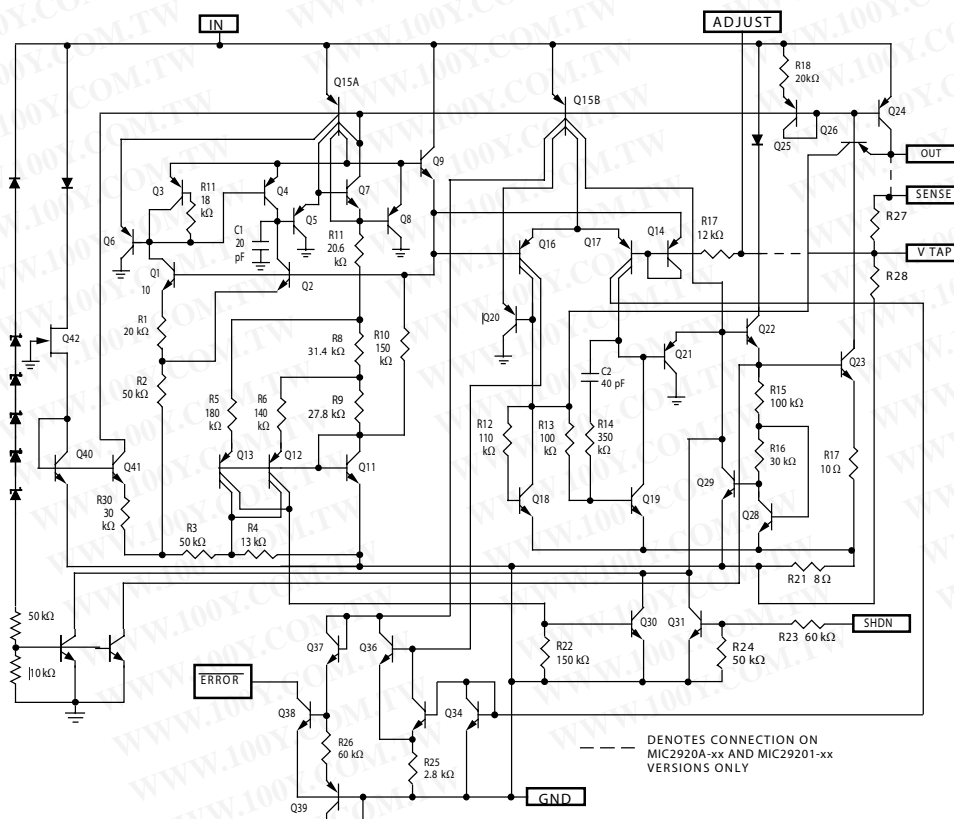 IN
ADJUST
R18
20kΩ
Q15A
Q15B
Q24
Q26
Q25
Q9
OUT
SENSE
Q3
R11
18
kΩ
Q4
Q7
Q5
Q8
Q6
C1
20
pF
R11
20.6
kΩ
Q16
Q17
Q14
R17
12 kΩ
R27
V TAP
R28
Q1
10
Q2
R1
20 kΩ
R8
31.4 kΩ
R10
150
kΩ
Q20
Q42
Q22
Q21
Q23
R2
50 kΩ
C2
40 pF
R15
100 kΩ
R5
180
kΩ
R6
140
kΩ
R9
27.8 kΩ
R12
110
kΩ
R13
100
kΩ
R14
350
kΩ
R16
30 kΩ
R17
10 Ω
Q40
Q41
Q13
Q12
Q11
Q29
Q18
Q19
Q28
R30
30
kΩ
R3
50 kΩ
R4
13 kΩ
R21 8 Ω
50 kΩ
10 kΩ
Q37
Q36
R22
150 kΩ
Q30
Q31
R23 60 kΩ
SHDN
R24
50 kΩ
ERROR
Q38
Q34
R26
60 kΩ
R25
2.8 kΩ
Q39
DENOTES CONNECTION ON
MIC2920A-xx AND MIC29201-xx
VERSIONS ONLY
GND
WWW.100Y.COM.TW